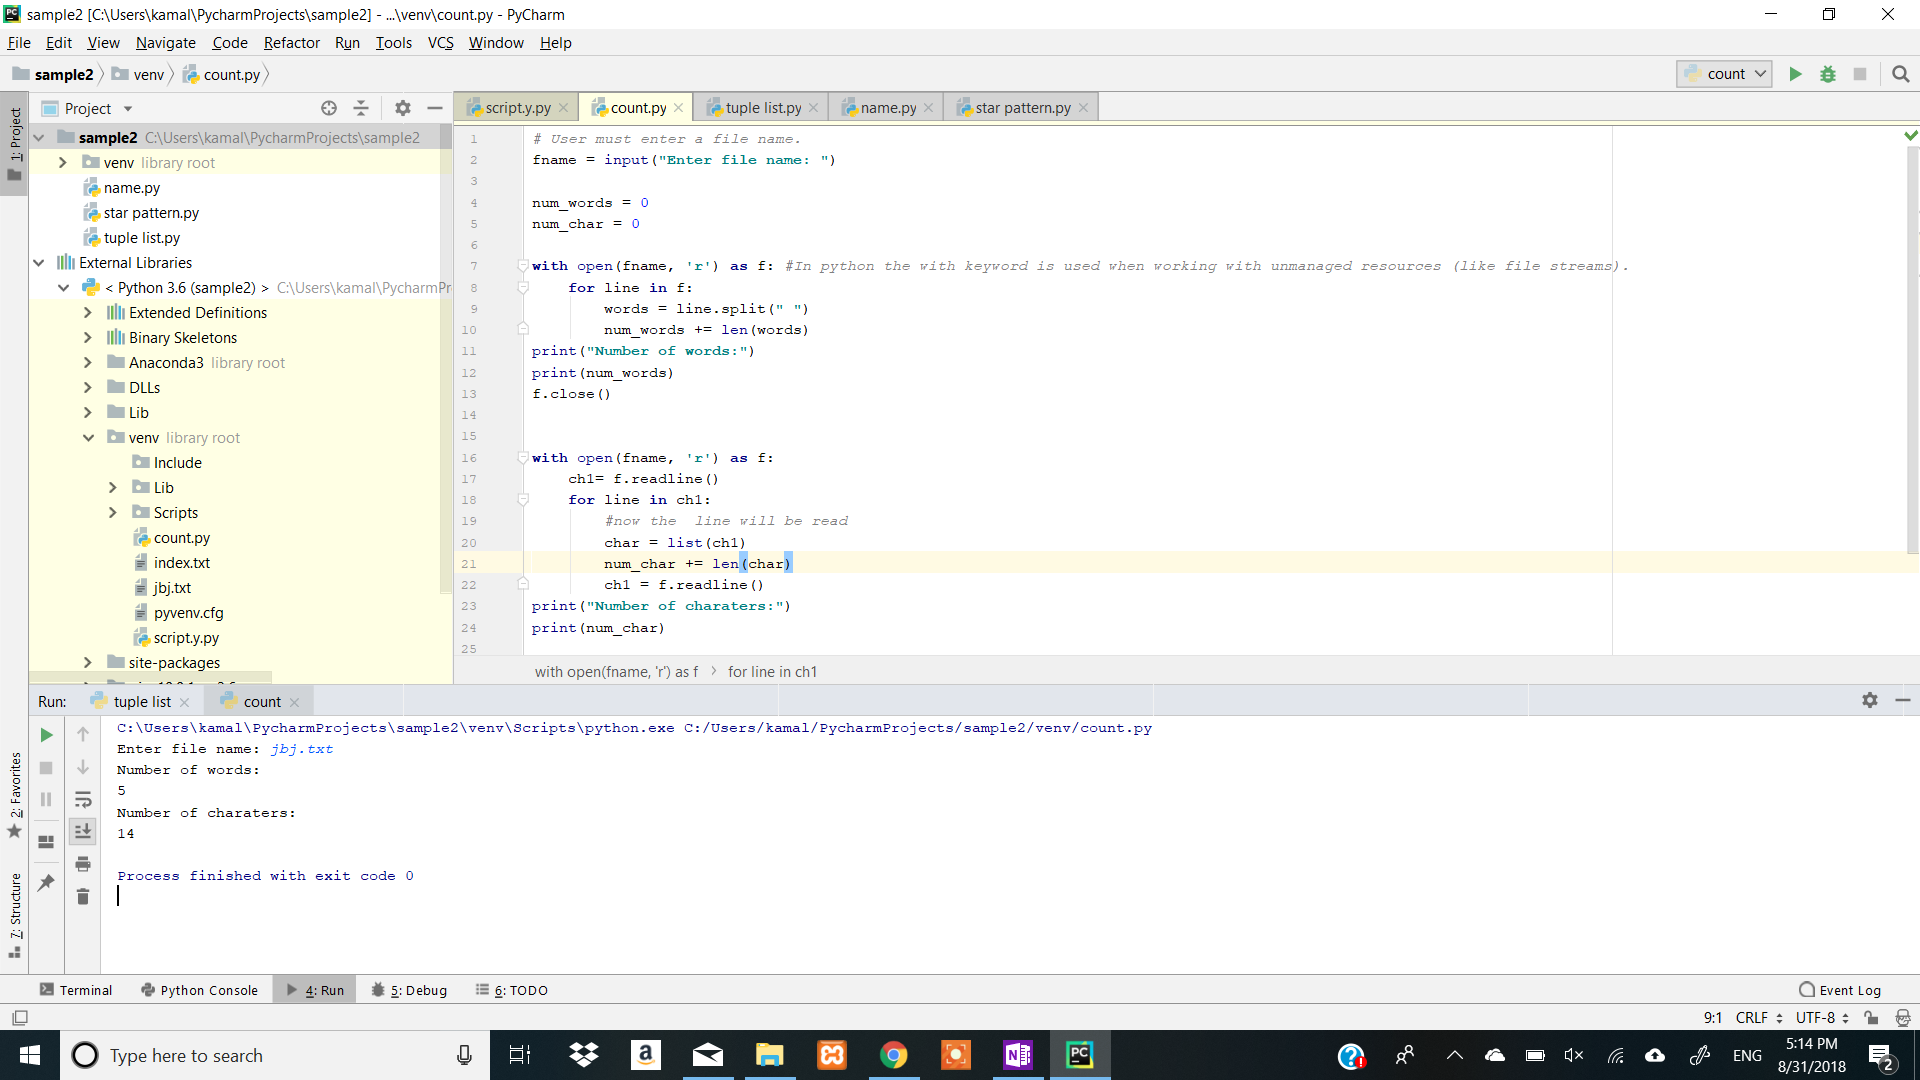 sample2 [C:\Users\kamal\PycharmProjects\sample2] - ...\venv\count.py - PyCharm
File Edit View Navigate Code Refactor Run Tools VCS Window Help
sample2 venv count.py
count
1: Project
Project
script.y.py count.py tuple list.py name.py star pattern.py
sample2 C:\Users\kamal\PycharmProjects\sample2
venv library root
name.py
star pattern.py
tuple list.py
External Libraries
< Python 3.6 (sample2) > C:\Users\kamal\PycharmPr
Extended Definitions
Binary Skeletons
Anaconda3 library root
DLLs
Lib
venv library root
Include
Lib
Scripts
count.py
index.txt
jbj.txt
pyvenv.cfg
script.y.py
site-packages
1 # User must enter a file name.
2 fname = input("Enter file name: ")
3
4 num_words = 0
5 num_char = 0
6
7 with open(fname, 'r') as f: #In python the with keyword is used when working with unmanaged resources (like file streams).
8 for line in f:
9 words = line.split(" ")
10 num_words += len(words)
11 print("Number of words:")
12 print(num_words)
13 f.close()
14
15
16 with open(fname, 'r') as f:
17 ch1= f.readline()
18 for line in ch1:
19 #now the  line will be read
20 char = list(ch1)
21 num_char += len(char)
22 ch1 = f.readline()
23 print("Number of charaters:")
24 print(num_char)
25
with open(fname, 'r') as f > for line in ch1
Run: tuple list count
C:\Users\kamal\PycharmProjects\sample2\venv\Scripts\python.exe C:/Users/kamal/PycharmProjects/sample2/venv/count.py
Enter file name: jbj.txt
Number of words:
5
Number of charaters:
14
Process finished with exit code 0
2: Favorites
7: Structure
Terminal Python Console 4: Run 5: Debug 6: TODO Event Log
9:1 CRLF UTF-8
Type here to search
a
N
PC
ENG
5:14 PM
8/31/2018
2